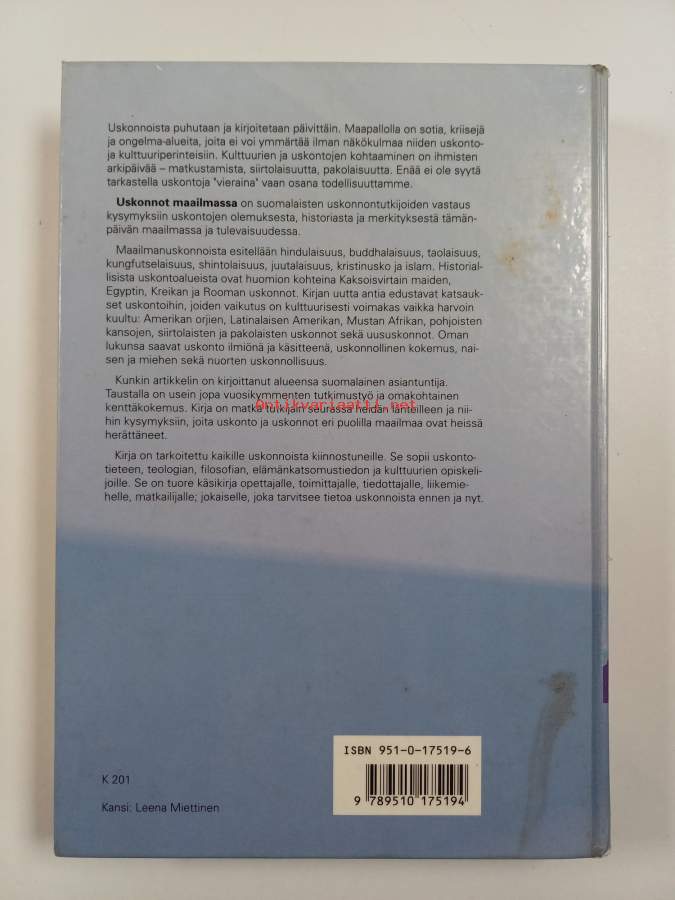 Uskonnoista puhutaan ja kirjoitetaan päivittäin. Maapallolla on sotia, kriisejä
ja ongelma-alueita, joita ei voi ymmärtää ilman näkökulmaa niiden uskonto-
ja kulttuuriperinteisiin. Kulttuurien ja uskontojen kohtaaminen on ihmisten
arkipäivää – matkustamista, siirtolaisuutta, pakolaisuutta. Enää ei ole syytä
tarkastella uskontoja "vieraina" vaan osana todellisuuttamme.
Uskonnot maailmassa on suomalaisten uskonnontutkijoiden vastaus
kysymyksiin uskontojen olemuksesta, historiasta ja merkityksestä tämän-
päivän maailmassa ja tulevaisuudessa.
Maailmanuskonnoista esitellään hindulaisuus, buddhalaisuus, taolaisuus,
kungfutselaisuus, shintolaisuus, juutalaisuus, kristinusko ja islam. Historial-
lisista uskontoalueista ovat huomion kohteina Kaksoisvirtain maiden,
Egyptin, Kreikan ja Rooman uskonnot. Kirjan uutta antia edustavat katsauk-
set uskontoihin, joiden vaikutus on kulttuurisesti voimakas vaikka harvoin
kuultu: Amerikan orjien, Latinalaisen Amerikan, Mustan Afrikan, pohjoisten
kansojen, siirtolaisten ja pakolaisten uskonnot sekä uususkonnot. Oman
lukunsa saavat uskonto ilmiönä ja käsitteenä, uskonnollinen kokemus, nai-
sen ja miehen sekä nuorten uskonnollisuus.
Kunkin artikkelin on kirjoittanut alueensa suomalainen asiantuntija.
Taustalla on usein jopa vuosikymmenten tutkimustyö ja omakohtainen
kenttäkokemus. Kirja on matka tutkijain seurassa heidän lähteilleen ja nii-
hin kysymyksiin, joita uskonto ja uskonnot eri puolilla maailmaa ovat heissä
herättäneet.
Antikvariaatti.net
Kirja on tarkoitettu kaikille uskonnoista kiinnostuneille. Se sopii uskonto-
tieteen, teologian, filosofian, elämänkatsomustiedon ja kulttuurien opiskeli-
joille. Se on tuore käsikirja opettajalle, toimittajalle, tiedottajalle, liikemie-
helle, matkailijalle; jokaiselle, joka tarvitsee tietoa uskonnoista ennen ja nyt.
ISBN 951-0-17519-6
9 789510 175194
K 201
Kansi: Leena Miettinen